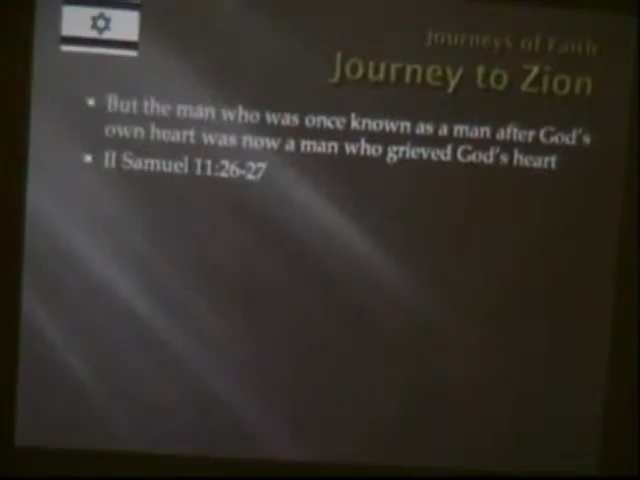 Journeys of Faith
Journey to Zion
▪ But the man who was once known as a man after God's
own heart was now a man who grieved God's heart
▪ II Samuel 11:26-27